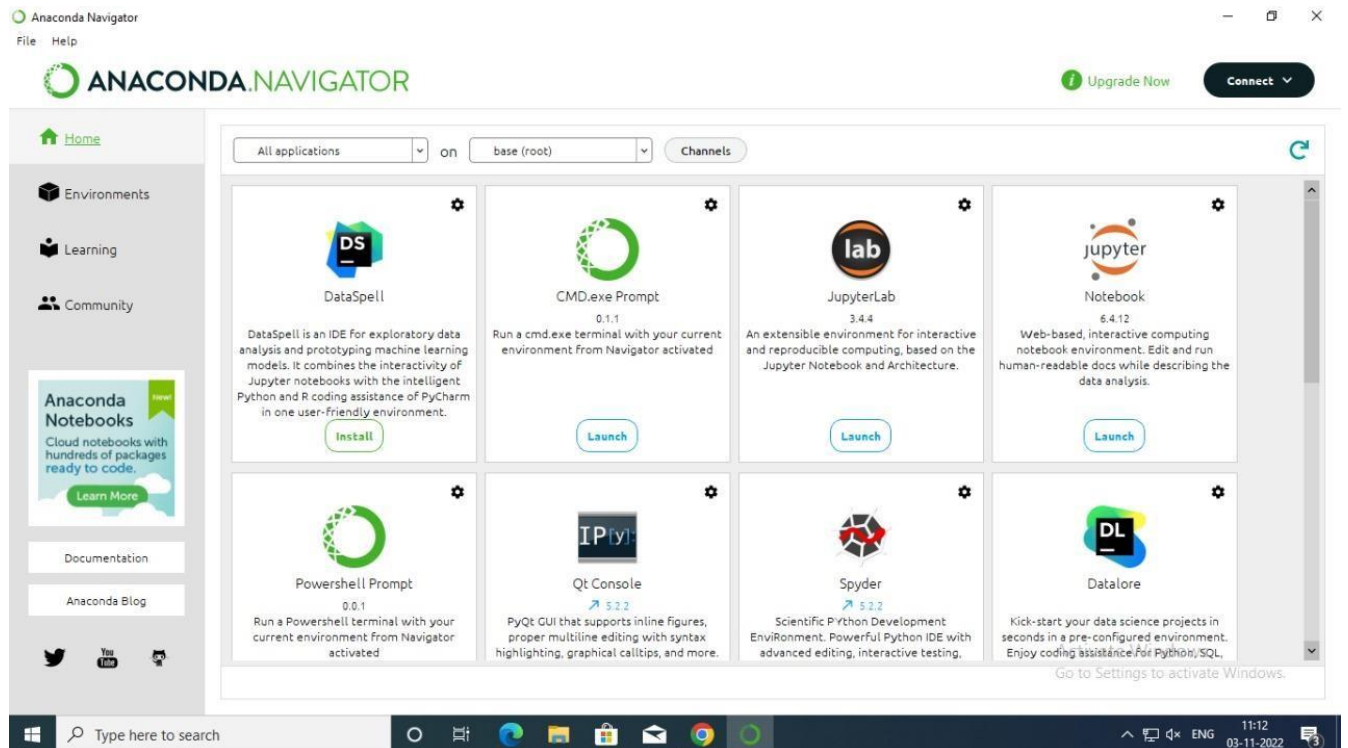 Anaconda Navigator
File Help
ANACONDA.NAVIGATOR
Upgrade Now
Connect
Home
Environments
Learning
Community
Anaconda
Notebooks
New!
Cloud notebooks with
hundreds of packages
ready to code.
Learn More
Documentation
Anaconda Blog
You
Tube
All applications on base (root) Channels
DS
DataSpell
DataSpell is an IDE for exploratory data
analysis and prototyping machine learning
models. It combines the interactivity of
Jupyter notebooks with the intelligent
Python and R coding assistance of PyCharm
in one user-friendly environment.
Install
CMD.exe Prompt
0.1.1
Run a cmd.exe terminal with your current
environment from Navigator activated
Launch
lab
JupyterLab
3.4.4
An extensible environment for interactive
and reproducible computing, based on the
Jupyter Notebook and Architecture.
Launch
jupyter
Notebook
6.4.12
Web-based, interactive computing
notebook environment. Edit and run
human-readable docs while describing the
data analysis.
Launch
Powershell Prompt
0.0.1
Run a Powershell terminal with your
current environment from Navigator
activated
IP[y]:
Qt Console
5.2.2
PyQt GUI that supports inline figures,
proper multiline editing with syntax
highlighting, graphical calltips, and more.
Spyder
5.2.2
Scientific PYthon Development
EnviRonment. Powerful Python IDE with
advanced editing, interactive testing,
DL
Datalore
Kick-start your data science projects in
seconds in a pre-configured environment.
Enjoy coding assistance for Python, SQL,
Activate Windows
Go to Settings to activate Windows.
Type here to search
ENG
11:12
03-11-2022
3